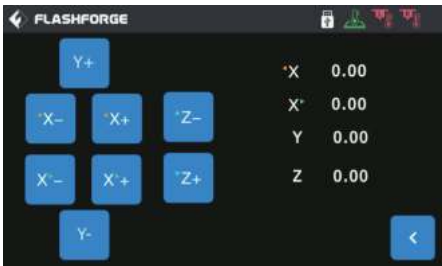 FLASHFORGE
Y+
•X− •X+ •Z−
X•− X•+ •Z+
Y-
•X 0.00
X• 0.00
Y 0.00
Z 0.00
<